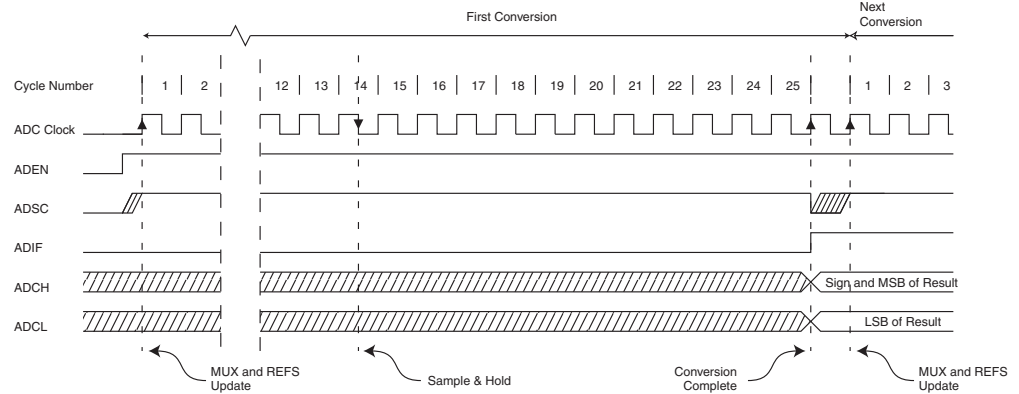 First Conversion
Next
Conversion
Cycle Number 1 2 12 13 14 15 16 17 18 19 20 21 22 23 24 25 1 2 3
ADC Clock
ADEN
ADSC
ADIF
ADCH Sign and MSB of Result
ADCL LSB of Result
MUX and REFS
Update
Sample & Hold
Conversion
Complete
MUX and REFS
Update